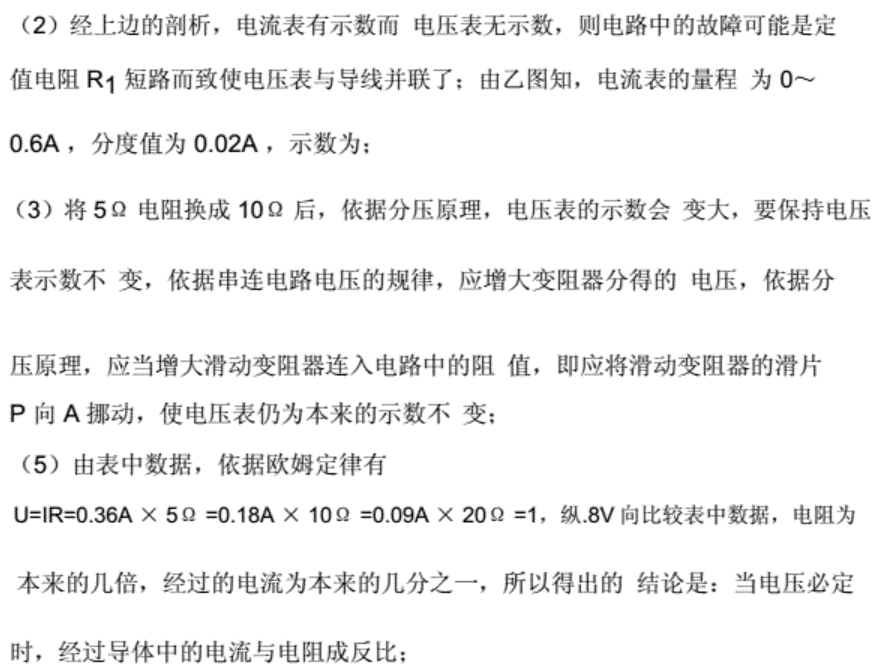 （2）经上边的剖析，电流表有示数而 电压表无示数，则电路中的故障可能是定
值电阻 R1 短路而致使电压表与导线并联了；由乙图知，电流表的量程 为 0～
0.6A ，分度值为 0.02A ，示数为；
（3）将 5Ω 电阻换成 10Ω 后，依据分压原理，电压表的示数会 变大，要保持电压
表示数不 变，依据串连电路电压的规律，应增大变阻器分得的 电压，依据分
压原理，应当增大滑动变阻器连入电路中的阻 值，即应将滑动变阻器的滑片
P 向 A 挪动，使电压表仍为本来的示数不 变；
（5）由表中数据，依据欧姆定律有
U=IR=0.36A × 5Ω =0.18A × 10Ω =0.09A × 20Ω =1，纵.8V 向比较表中数据，电阻为
本来的几倍，经过的电流为本来的几分之一，所以得出的 结论是：当电压必定
时，经过导体中的电流与电阻成反比；